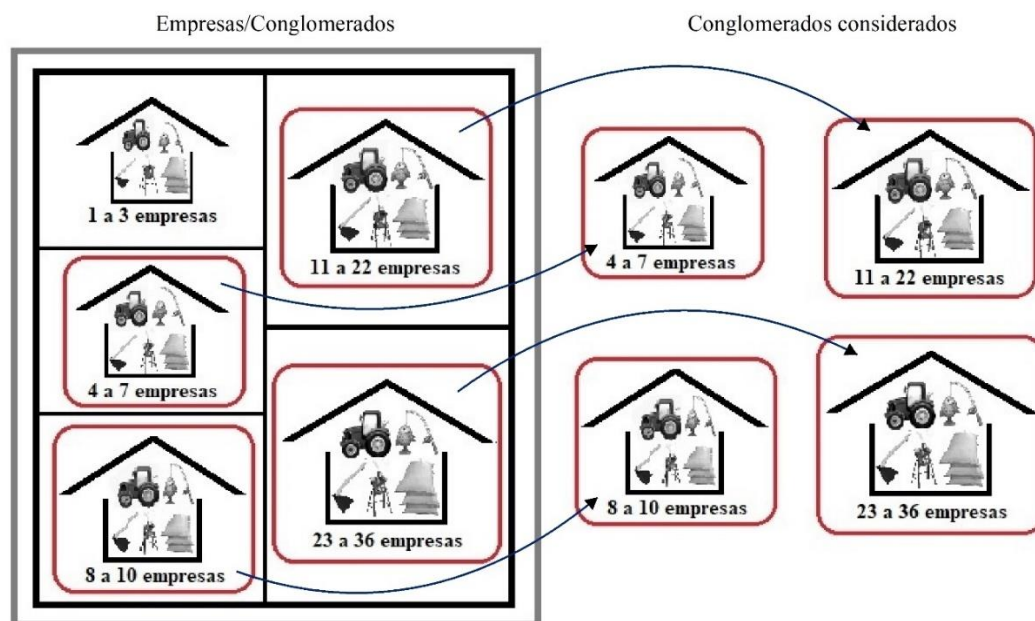 Empresas/Conglomerados
Conglomerados considerados
1 a 3 empresas
11 a 22 empresas
4 a 7 empresas
23 a 36 empresas
8 a 10 empresas
4 a 7 empresas
11 a 22 empresas
8 a 10 empresas
23 a 36 empresas